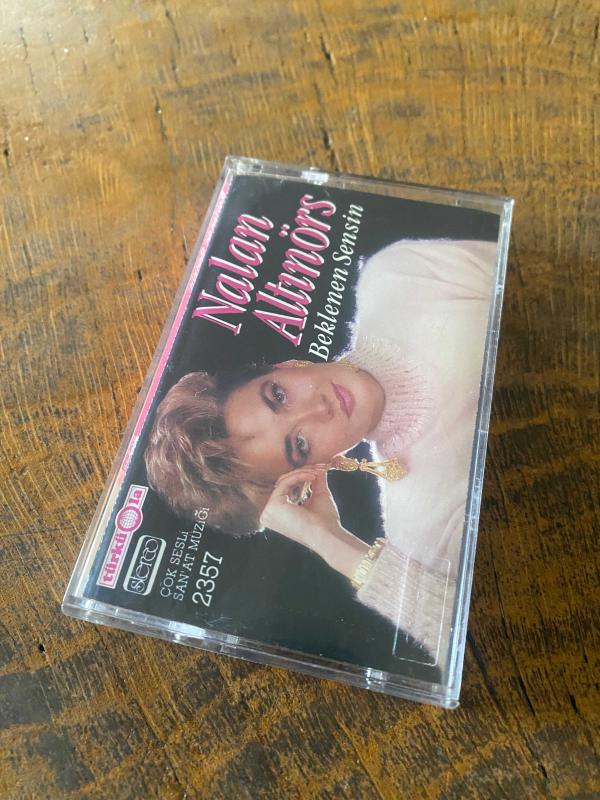 Nalan
Altınörs
Beklenen Sensin
türküola
STEREO
ÇOK SESLİ
SAN'AT MÜZİĞİ
2357